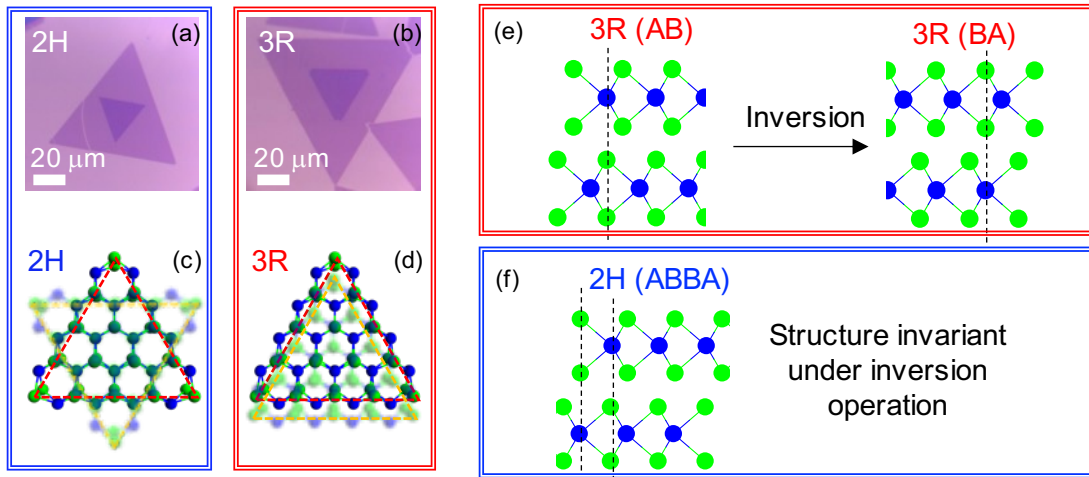 2H
(a)
20 μm
3R
(b)
20 μm
2H
(c)
3R
(d)
(e)
3R (AB)
Inversion
3R (BA)
(f)
2H (ABBA)
Structure invariant
under inversion
operation